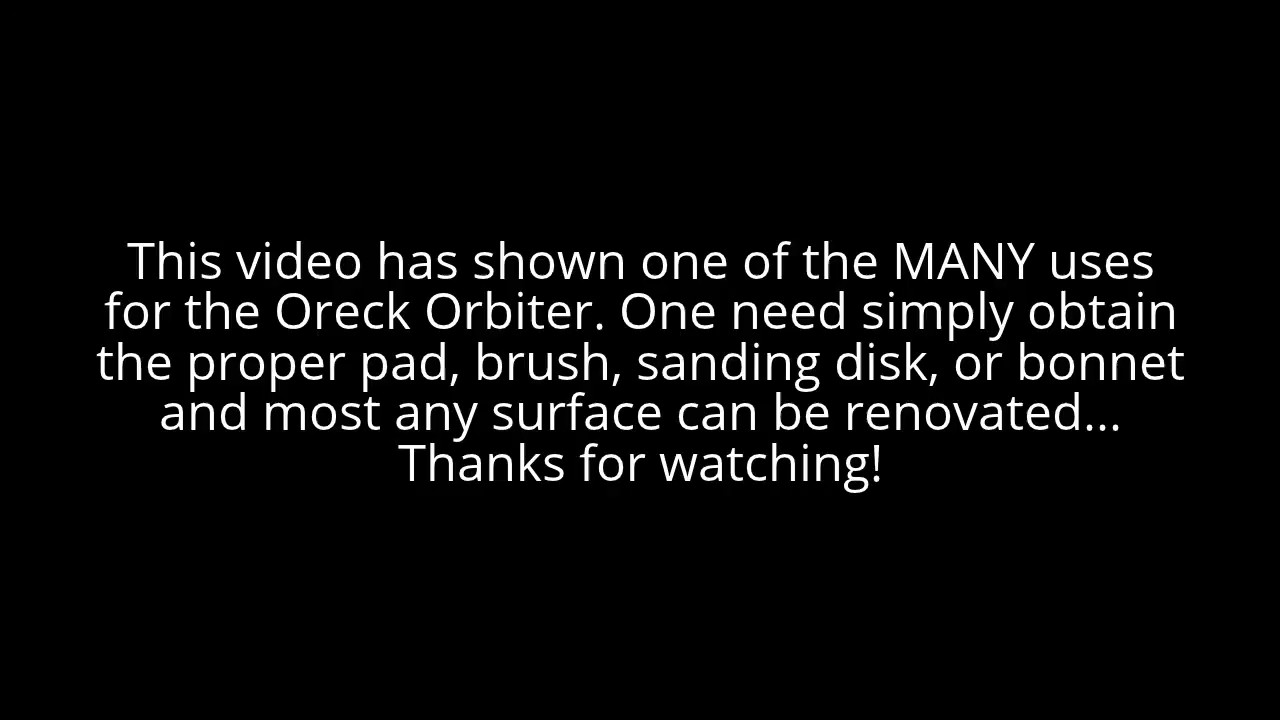 This video has shown one of the MANY uses
for the Oreck Orbiter. One need simply obtain
the proper pad, brush, sanding disk, or bonnet
and most any surface can be renovated...
Thanks for watching!